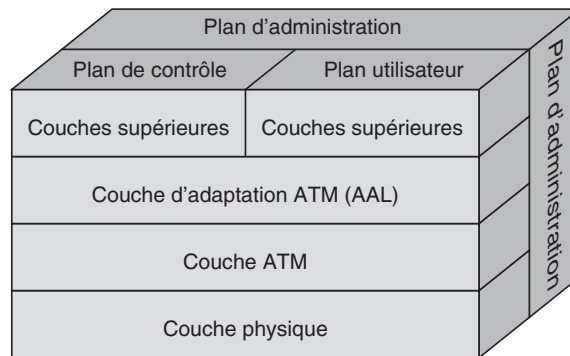 Plan d'administration
Plan de contrôle
Plan utilisateur
Plan d'administration
Couches supérieures
Couches supérieures
Couche d'adaptation ATM (AAL)
Couche ATM
Couche physique